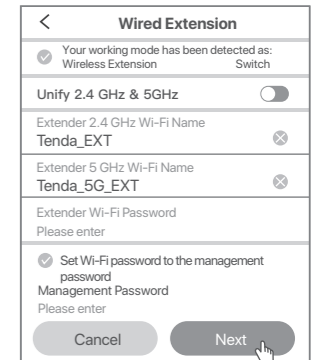 Wired Extension
Your working mode has been detected as:
Wireless Extension Switch
Unify 2.4 GHz & 5GHz
Extender 2.4 GHz Wi-Fi Name
Tenda_EXT
Extender 5 GHz Wi-Fi Name
Tenda_5G_EXT
Extender Wi-Fi Password
Please enter
Set Wi-Fi password to the management
password
Management Password
Please enter
Cancel Next